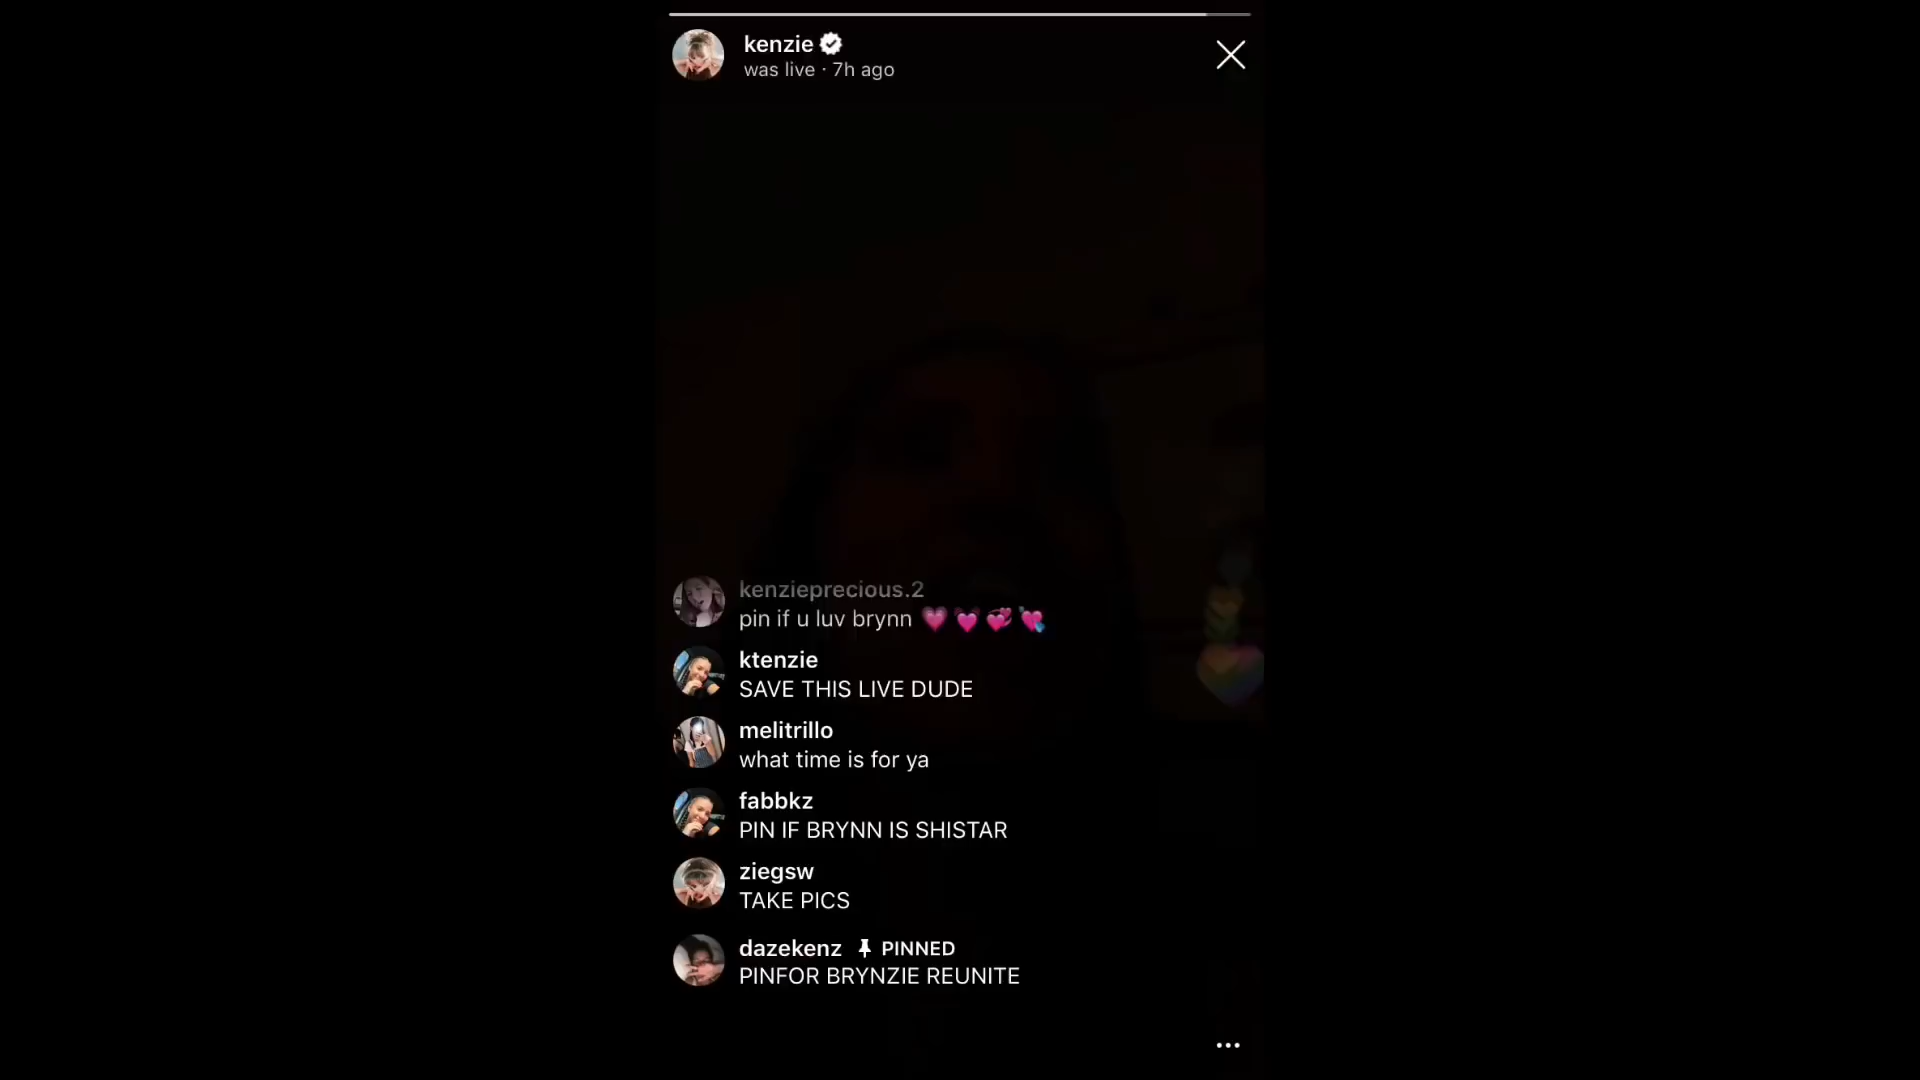 kenzie
was live · 7h ago
kenzieprecious.2
pin if u luv brynn 💗💓💞💘
ktenzie
SAVE THIS LIVE DUDE
melitrillo
what time is for ya
fabbkz
PIN IF BRYNN IS SHISTAR
ziegsw
TAKE PICS
dazekenz PINNED
PINFOR BRYNZIE REUNITE